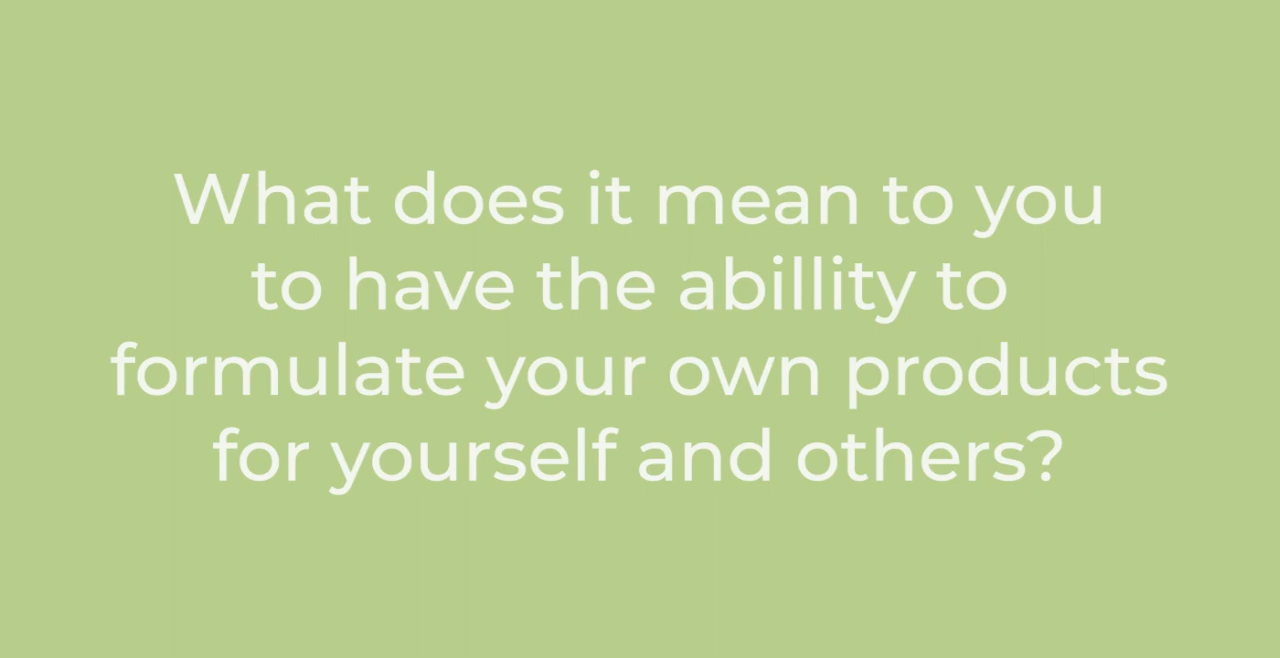 What does it mean to you
to have the abillity to
formulate your own products
for yourself and others?